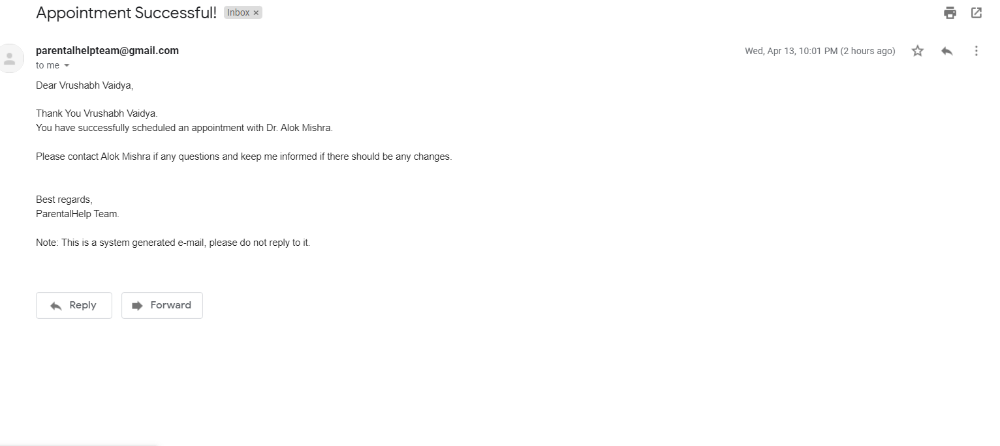 Appointment Successful! Inbox ×
parentalhelpteam@gmail.com Wed, Apr 13, 10:01 PM (2 hours ago)
to me
Dear Vrushabh Vaidya,
Thank You Vrushabh Vaidya.
You have successfully scheduled an appointment with Dr. Alok Mishra.
Please contact Alok Mishra if any questions and keep me informed if there should be any changes.
Best regards,
ParentalHelp Team.
Note: This is a system generated e-mail, please do not reply to it.
Reply Forward